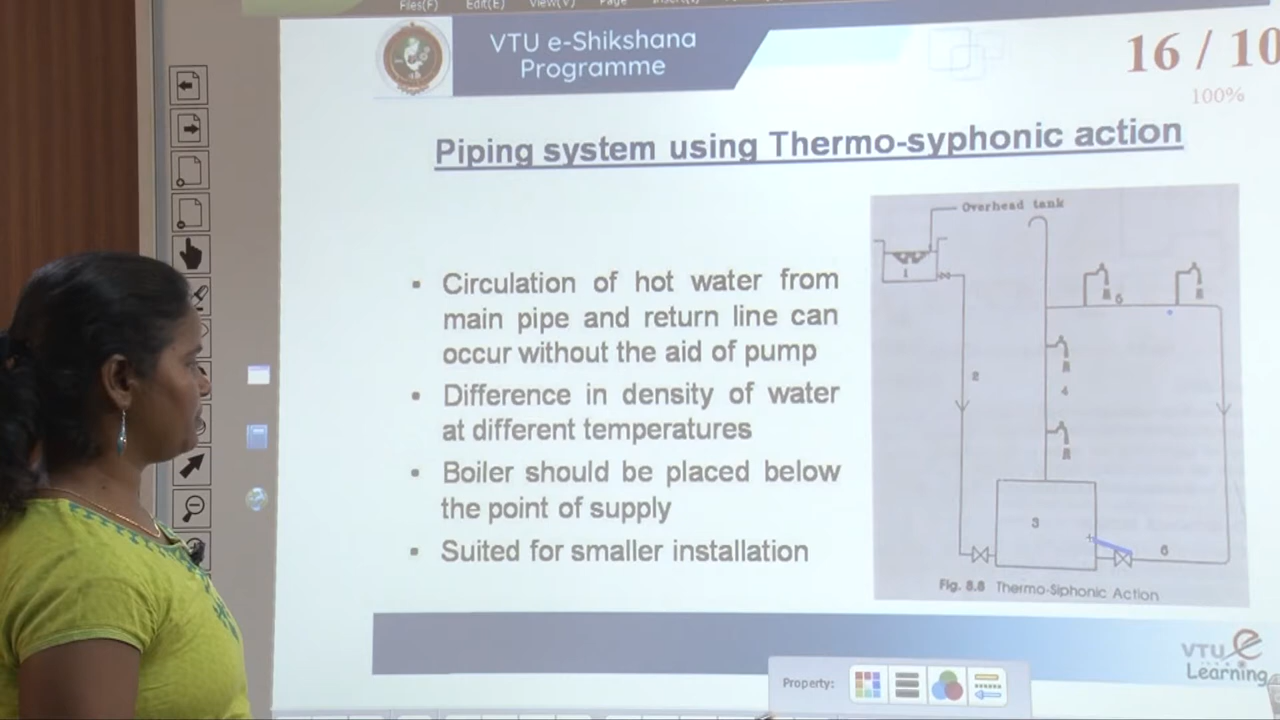 Files(F) Edit(E) View(V) Page
VTU e-Shikshana
Programme
16 / 10
100%
Piping system using Thermo-syphonic action
▪ Circulation of hot water from
main pipe and return line can
occur without the aid of pump
▪ Difference in density of water
at different temperatures
▪ Boiler should be placed below
the point of supply
▪ Suited for smaller installation
Overhead tank
1
5
2
4
3
6
Fig. 8.8 Thermo-Siphonic Action
VTU e
Learning
Property: